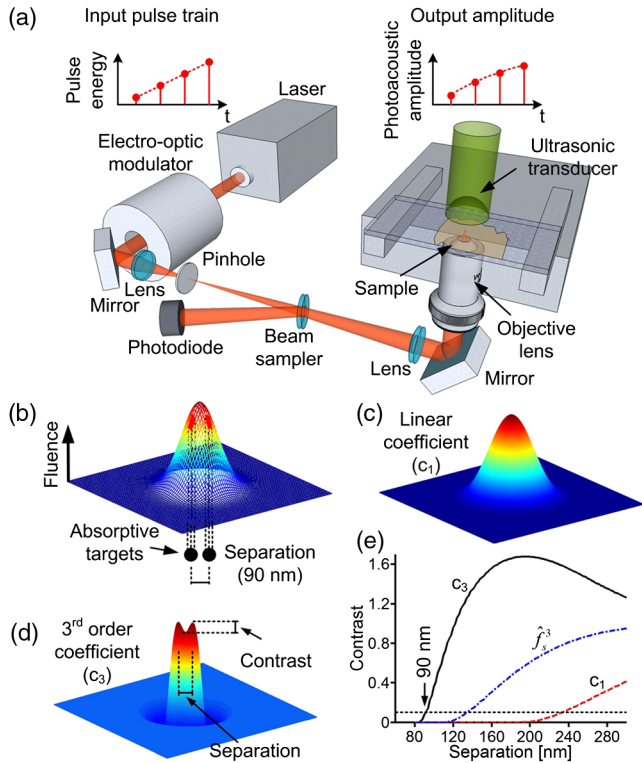 (a)
Input pulse train
Output amplitude
Pulse
energy
t
Photoacoustic
amplitude
t
Laser
Electro-optic
modulator
Ultrasonic
transducer
Pinhole
Lens
Mirror
Sample
Photodiode
Beam
sampler
Objective
lens
Lens
Mirror
(b)
Fluence
Absorptive
targets
Separation
(90 nm)
(c)
Linear
coefficient
(c1)
(d)
3rd order
coefficient
(c3)
Contrast
Separation
(e)
Contrast
1.6
1.2
0.8
0.4
0
c3
f̂s3
c1
90 nm
80 120 160 200 240 280
Separation [nm]